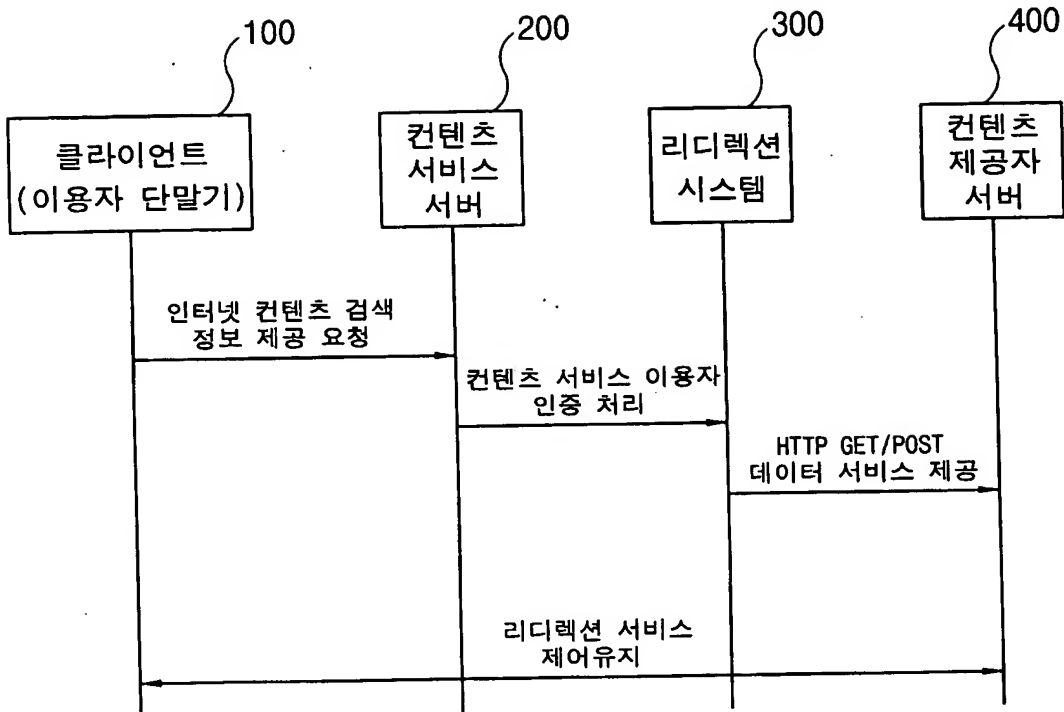 100
200
300
400
클라이언트
(이용자 단말기)
컨텐츠
서비스
서버
리디렉션
시스템
컨텐츠
제공자
서버
인터넷 컨텐츠 검색
정보 제공 요청
컨텐츠 서비스 이용자
인증 처리
HTTP GET/POST
데이터 서비스 제공
리디렉션 서비스
제어유지